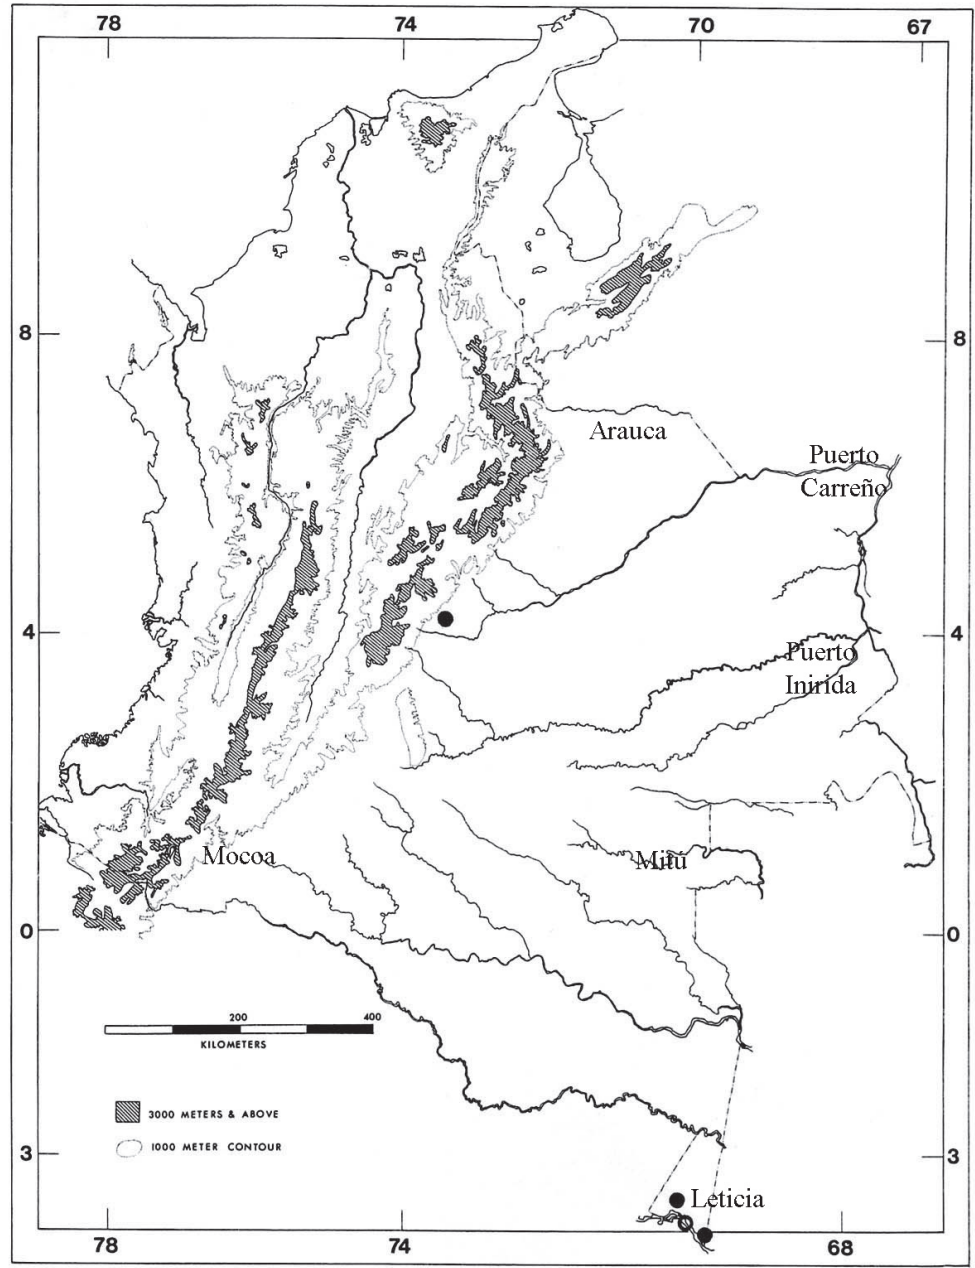 78 74 70 67
8 8
Arauca
Puerto
Carreño
4 4
Puerto
Inirida
Mocoa
Mitú
0 0
200 400
KILOMETERS
3000 METERS & ABOVE
1000 METER CONTOUR
3 3
Leticia
78 74 68